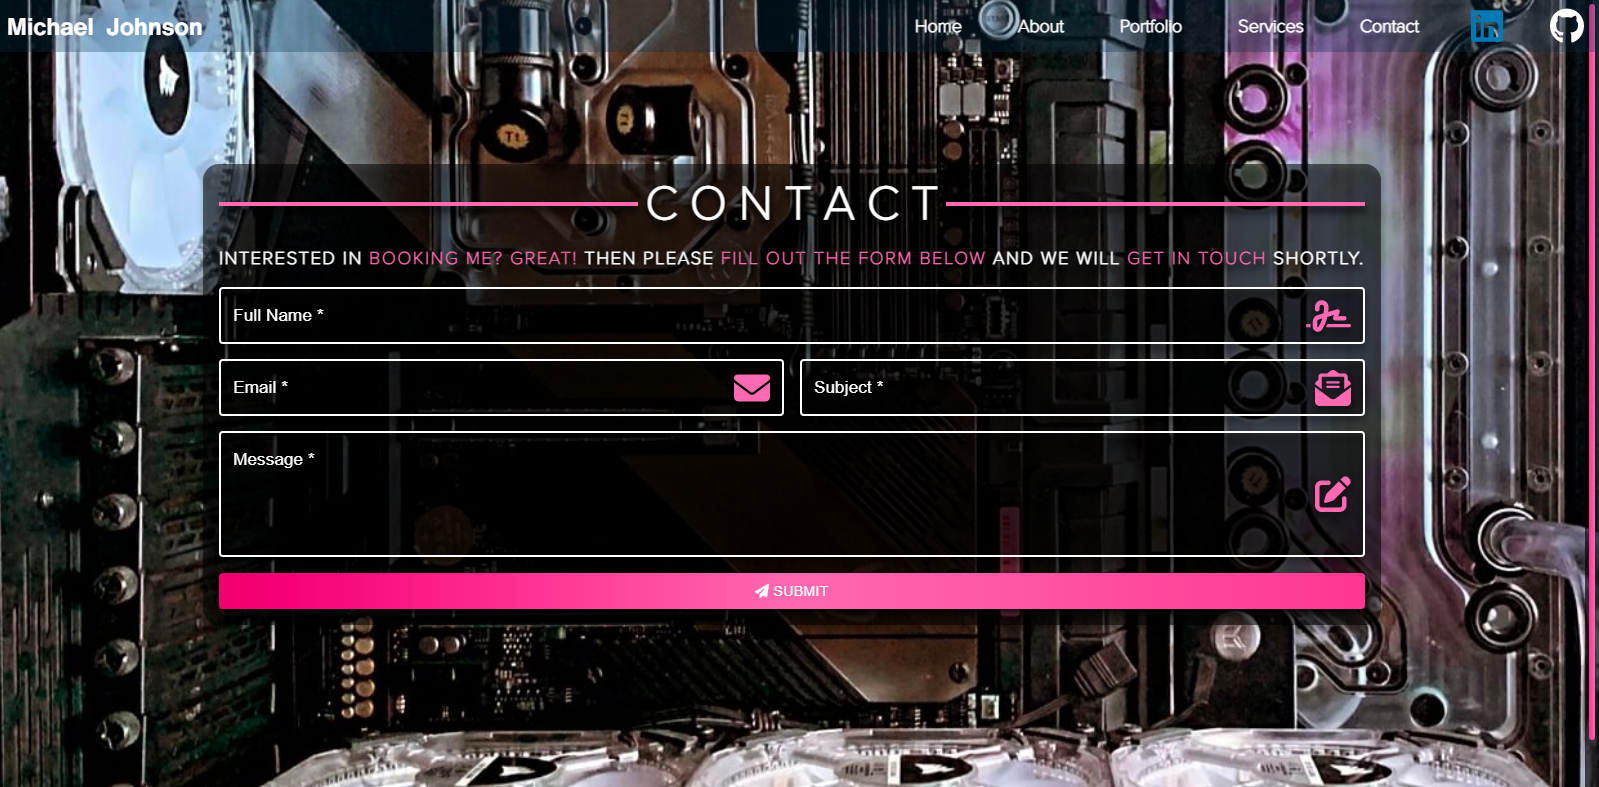 Michael Johnson Home About Portfolio Services Contact
CONTACT
INTERESTED IN BOOKING ME? GREAT! THEN PLEASE FILL OUT THE FORM BELOW AND WE WILL GET IN TOUCH SHORTLY.
Full Name *
Email * Subject *
Message *
SUBMIT